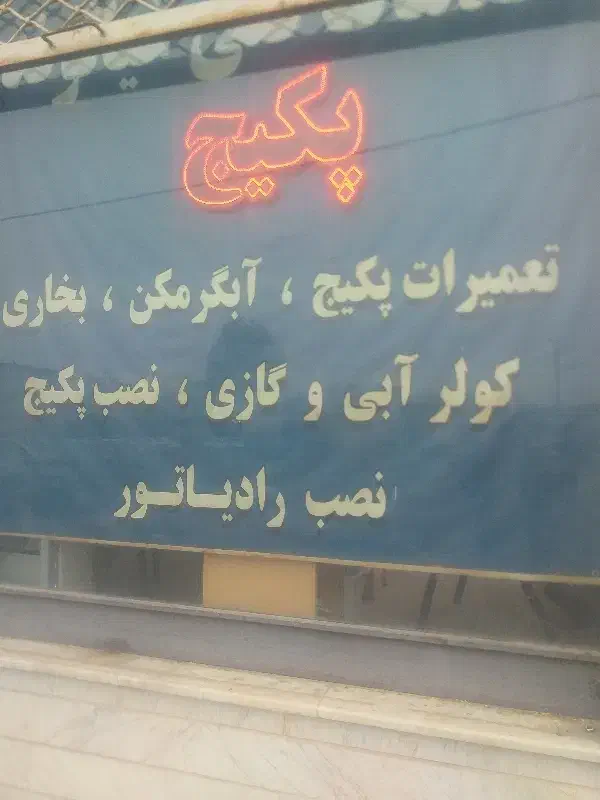 پکیج
تعمیرات پکیج ، آبگرمکن ، بخاری
کولر آبی و گازی ، نصب پکیج
نصب رادیاتور